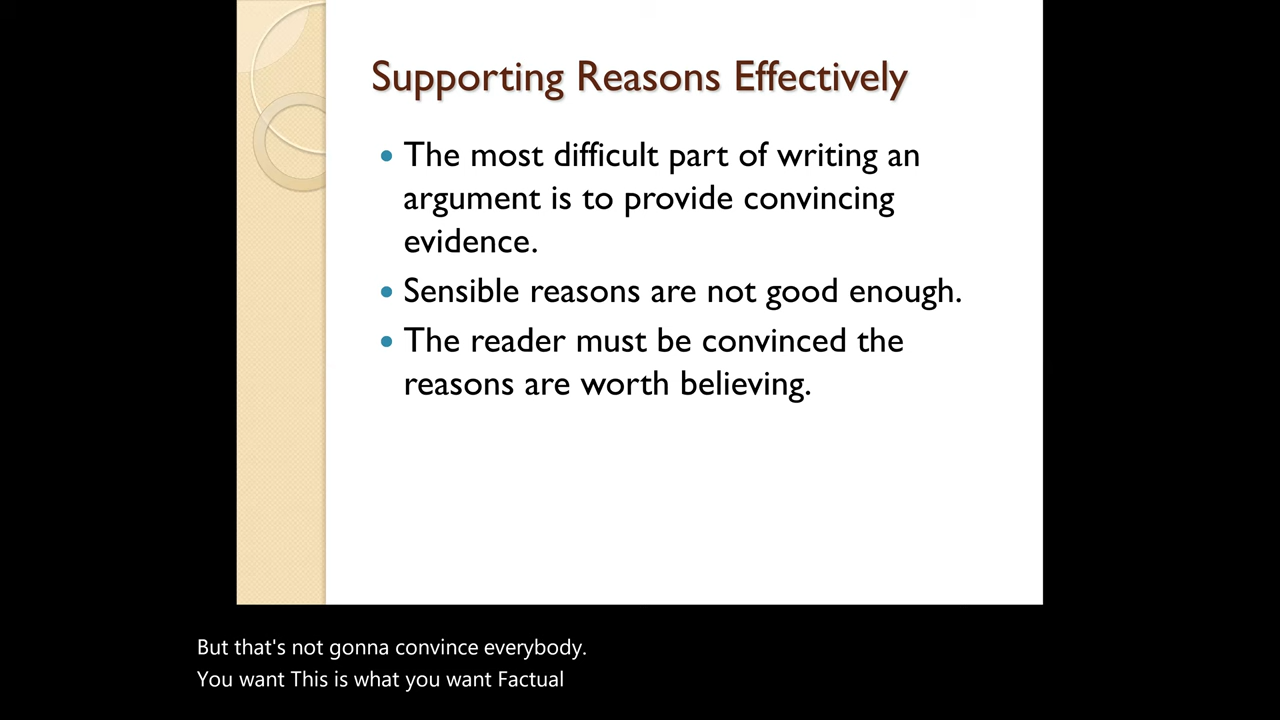 Supporting Reasons Effectively
• The most difficult part of writing an
argument is to provide convincing
evidence.
• Sensible reasons are not good enough.
• The reader must be convinced the
reasons are worth believing.
But that's not gonna convince everybody.
You want This is what you want Factual